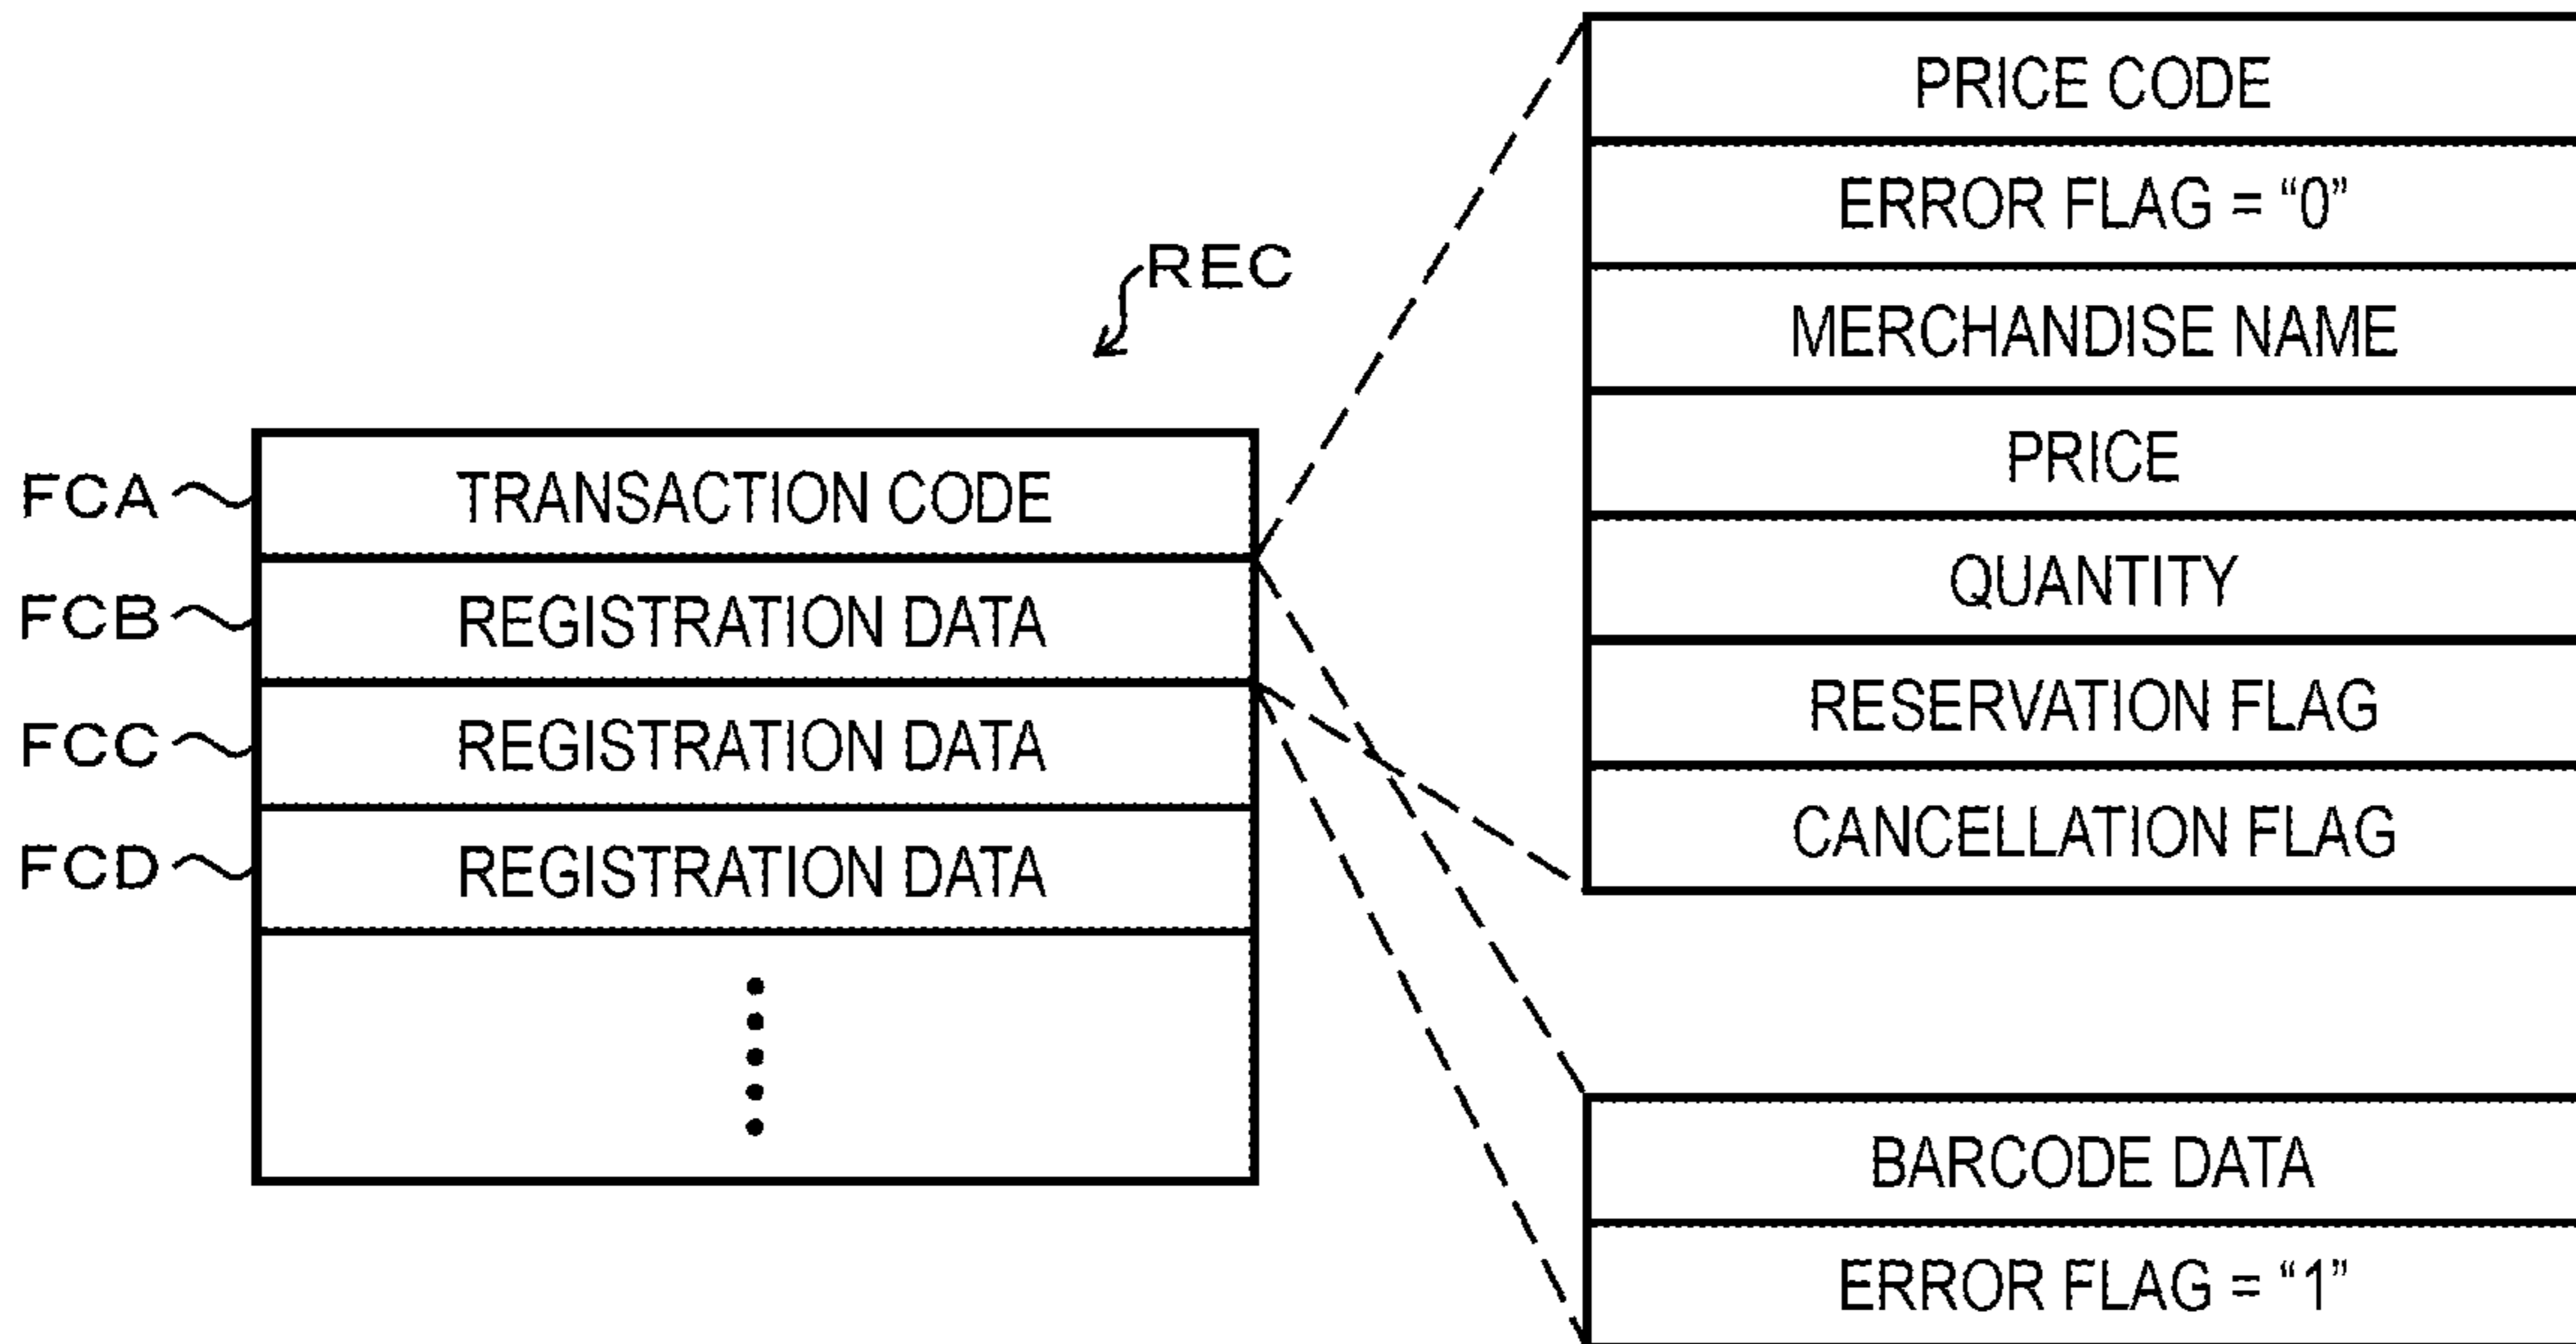 REC
FCA TRANSACTION CODE
FCB REGISTRATION DATA
FCC REGISTRATION DATA
FCD REGISTRATION DATA
PRICE CODE
ERROR FLAG = “0”
MERCHANDISE NAME
PRICE
QUANTITY
RESERVATION FLAG
CANCELLATION FLAG
BARCODE DATA
ERROR FLAG = “1”